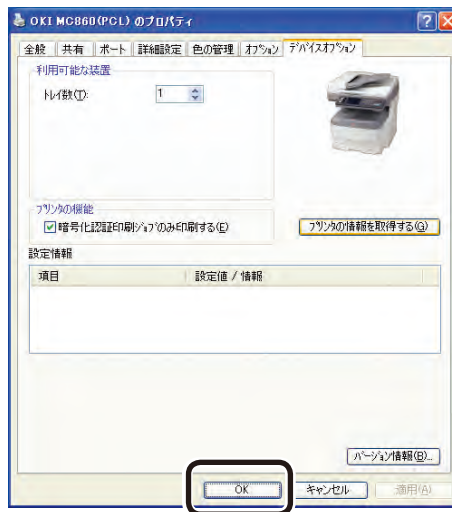 OKI MC860(PCL) のプロパティ
全般 共有 ポート 詳細設定 色の管理 オプション デバイスオプション
利用可能な装置
トレイ数(T): 1
プリンタの機能
暗号化認証印刷ジョブのみ印刷する(E) プリンタの情報を取得する(G)
設定情報
項目 設定値 / 情報
バージョン情報(B)...
OK キャンセル 適用(A)